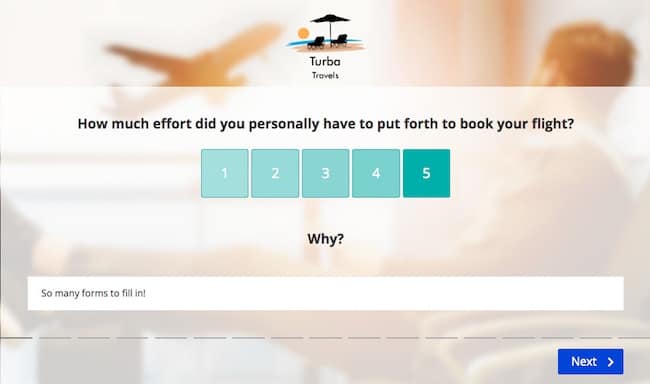 Turba
Travels
How much effort did you personally have to put forth to book your flight?
1 2 3 4 5
Why?
So many forms to fill in!
Next